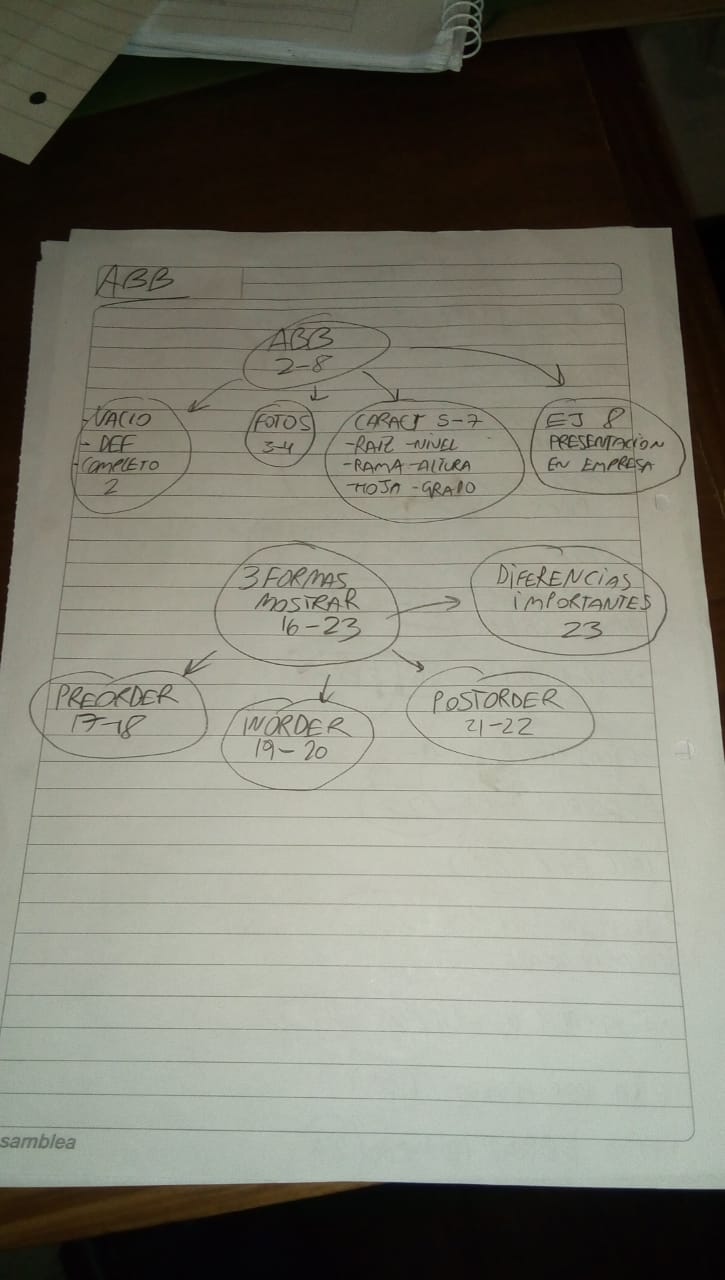 ABB
ABB
2-8
-VACIO
- DEF
-COMPLETO
2
FOTOS
3-4
CARACT 5-7
-RAIZ -NIVEL
-RAMA -ALTURA
-HOJA -GRADO
EJ 8
PRESENTACION
EN EMPRESA
3 FORMAS
MOSTRAR
16-23
DIFERENCIAS
IMPORTANTES
23
PREORDER
17-18
INORDER
19-20
POSTORDER
21-22
samblea